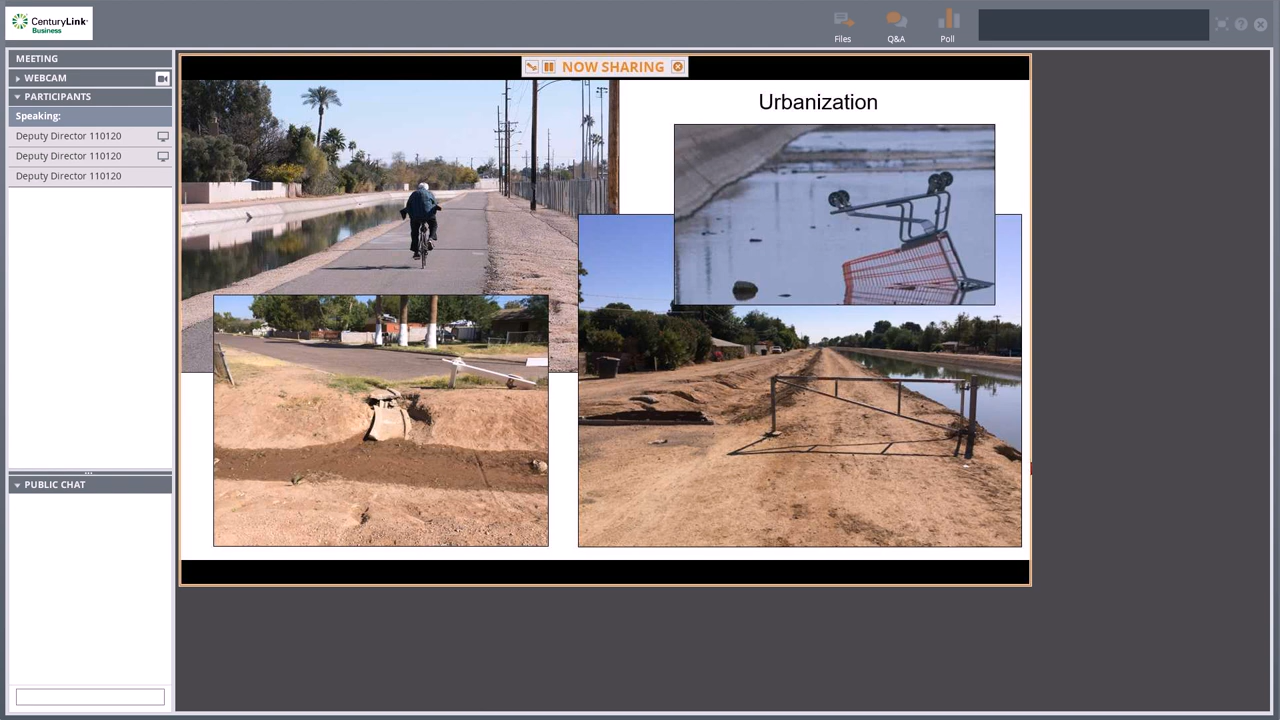 CenturyLink
Business
Files
Q&A
Poll
MEETING
WEBCAM
PARTICIPANTS
Speaking:
Deputy Director 110120
Deputy Director 110120
Deputy Director 110120
PUBLIC CHAT
NOW SHARING
Urbanization